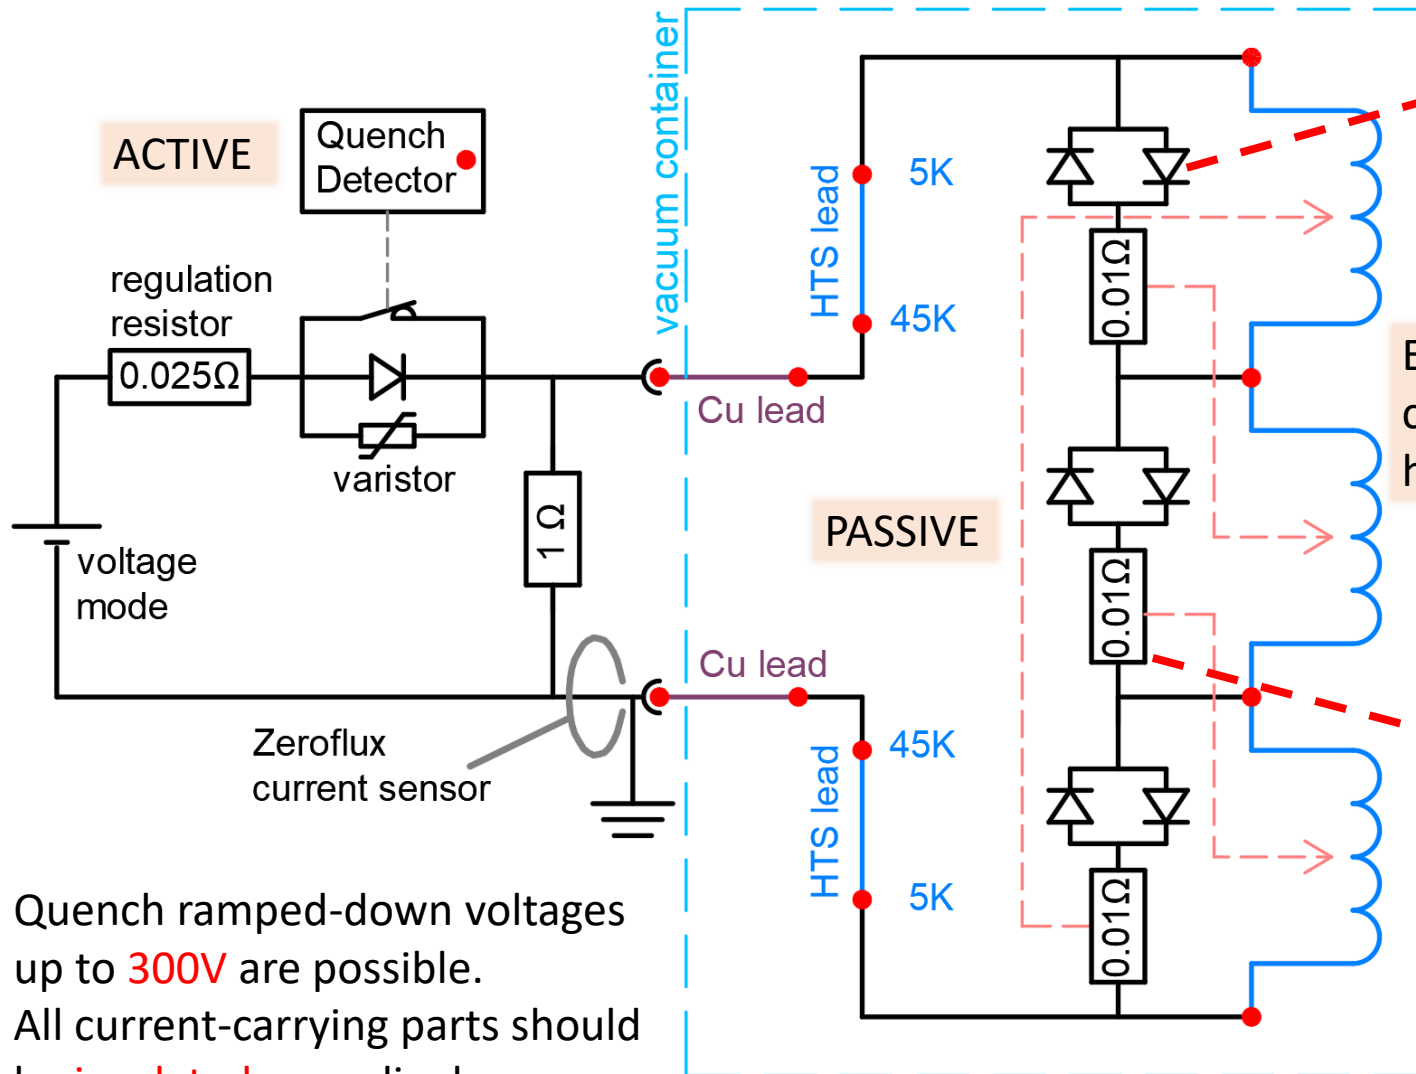 ACTIVE
Quench
Detector
regulation
resistor
0.025Ω
varistor
voltage
mode
1 Ω
Zeroflux
current sensor
vacuum container
Cu lead
Cu lead
HTS lead
5K
45K
PASSIVE
HTS lead
45K
5K
0.01Ω
0.01Ω
0.01Ω
Quench ramped-down voltages
up to 300V are possible.
All current-carrying parts should